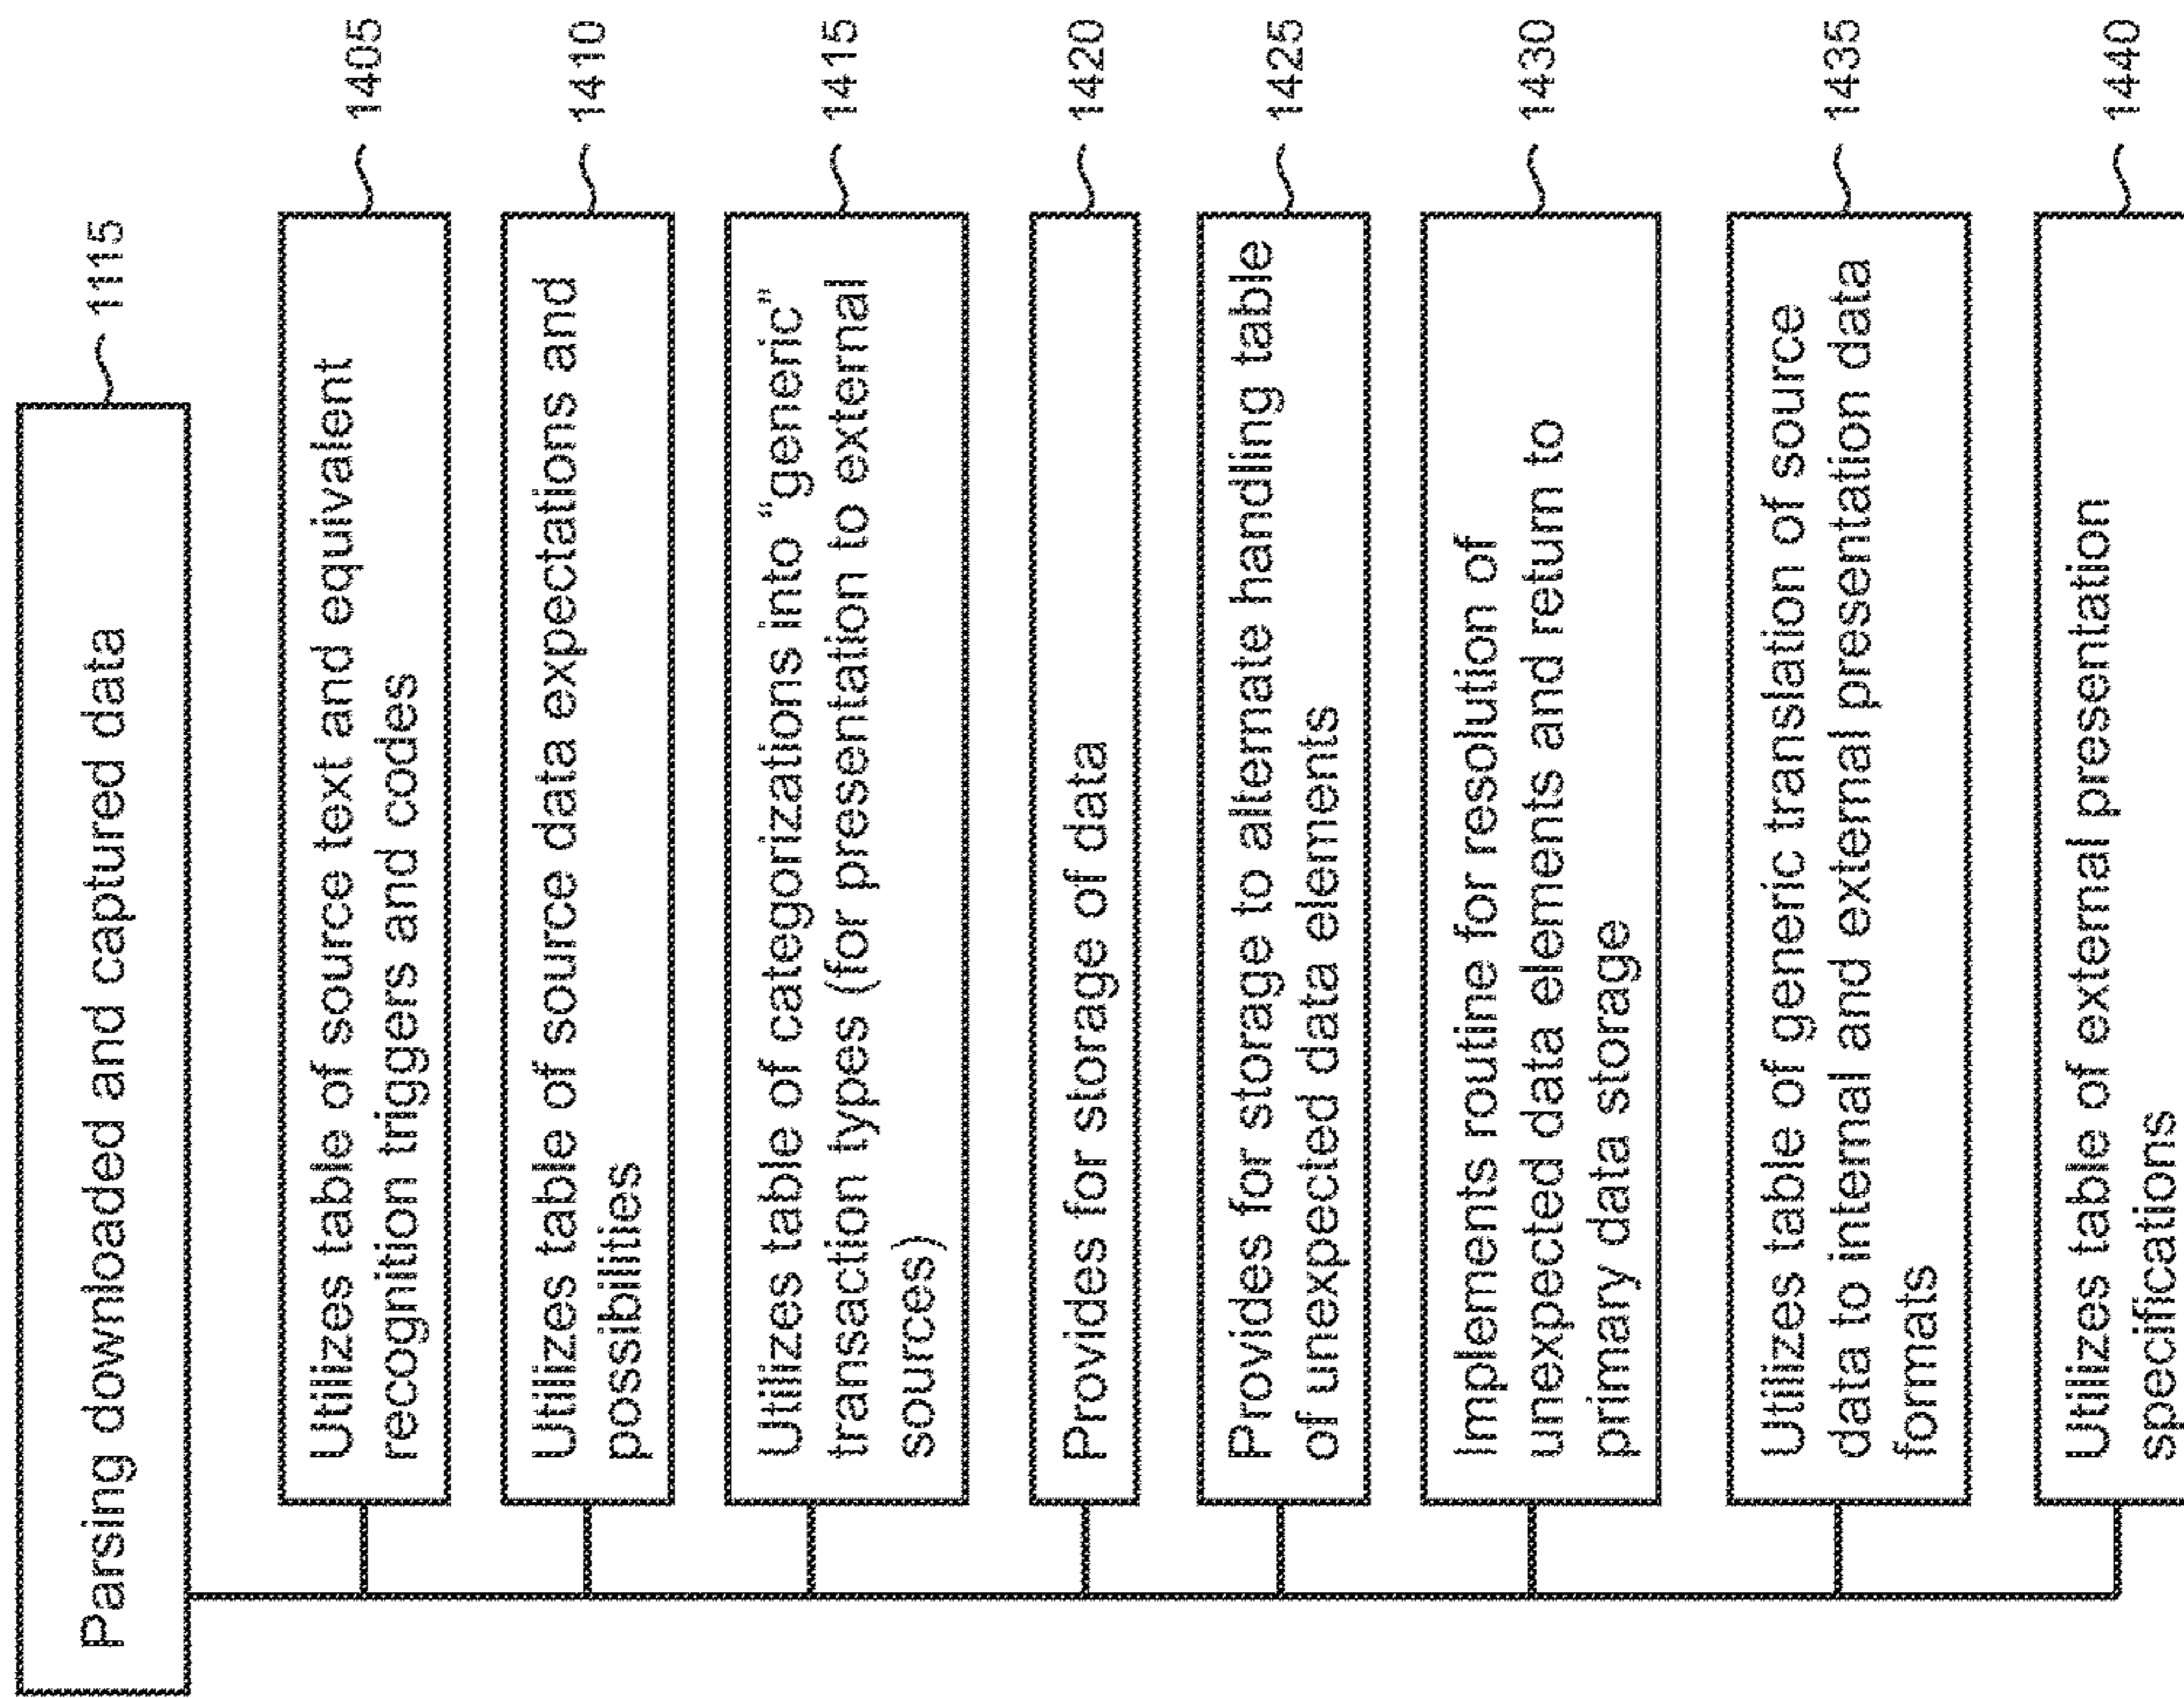 Parsing downloaded and captured data
1115
Utilizes table of source text and equivalent
recognition triggers and codes
1405
Utilizes table of source data expectations and
possibilities
1410
Utilizes table of categorizations into “generic”
transaction types (for presentation to external
sources)
1415
Provides for storage of data
1420
Provides for storage to alternate handling table
of unexpected data elements
1425
Implements routine for resolution of
unexpected data elements and return to
primary data storage
1430
Utilizes table of generic translation of source
data to internal and external presentation data
formats
1435
Utilizes table of external presentation
specifications
1440